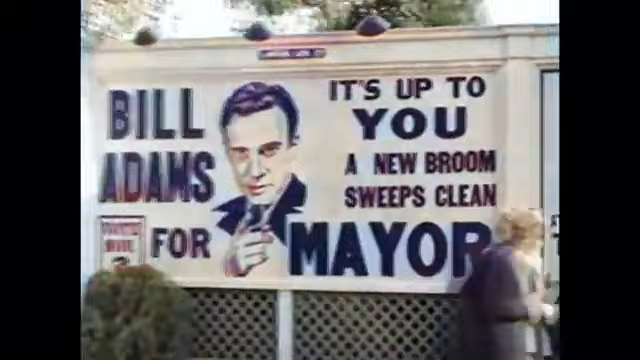 BILL
ADAMS
FOR
IT'S UP TO
YOU
A NEW BROOM
SWEEPS CLEAN
MAYOR